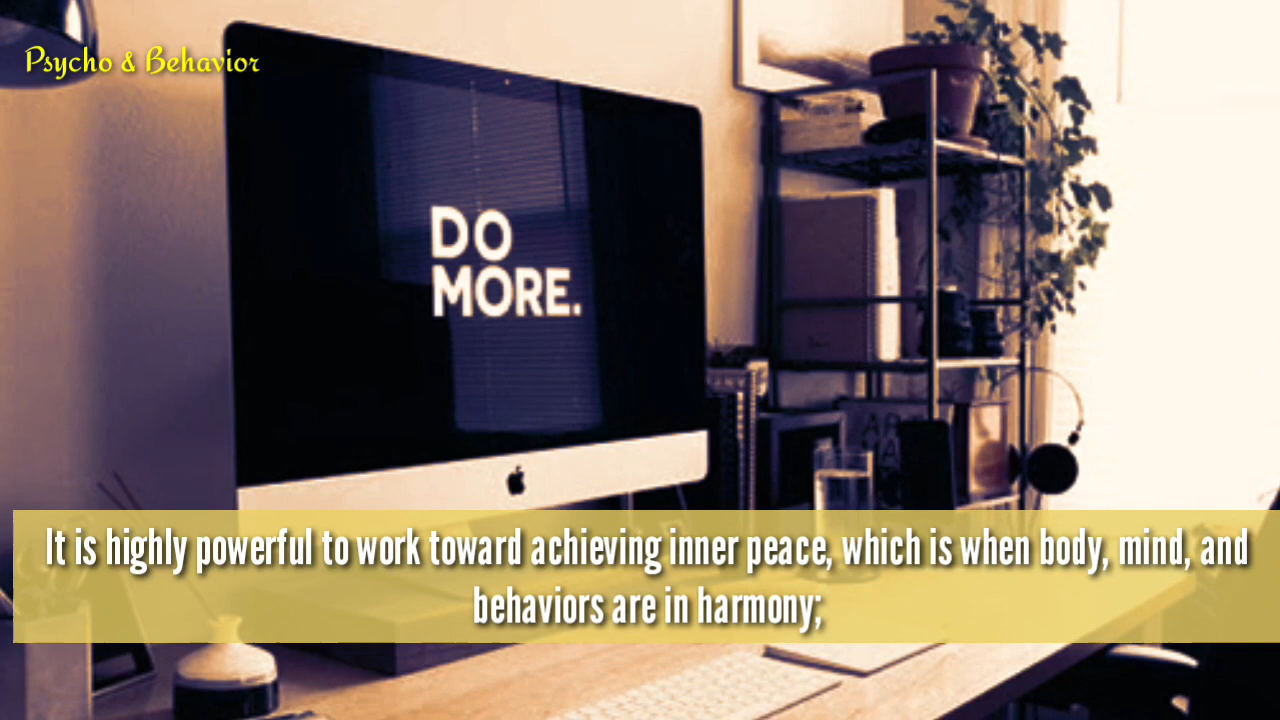 Psycho & Behavior
DO
MORE.
It is highly powerful to work toward achieving inner peace, which is when body, mind, and
behaviors are in harmony;